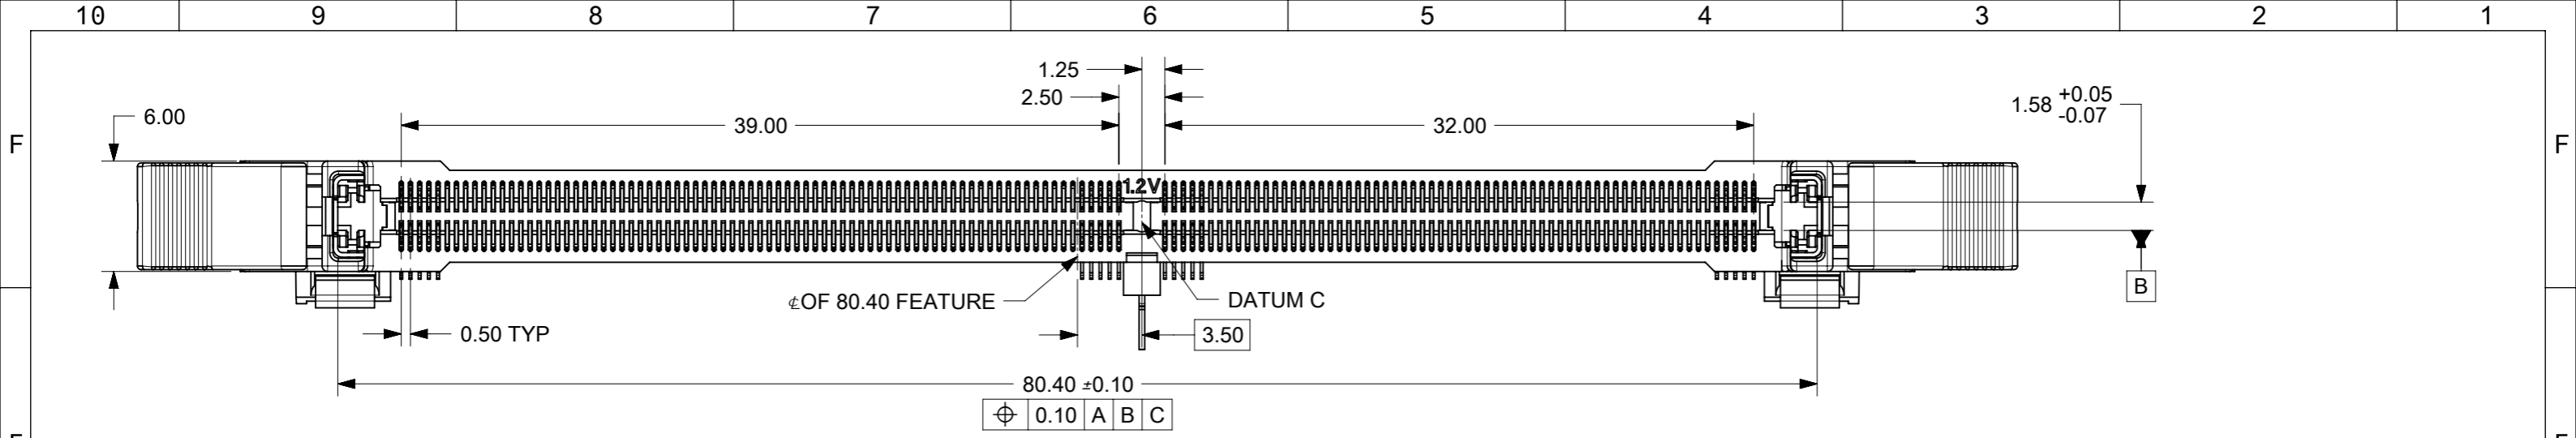 10 9 8 7 6 5 4 3 2 1
1.25
2.50
1.58 +0.05 -0.07
6.00
39.00
32.00
F
F
1.2V
B
¢OF 80.40 FEATURE
DATUM C
0.50 TYP
3.50
80.40 ±0.10
⌖ 0.10 A B C